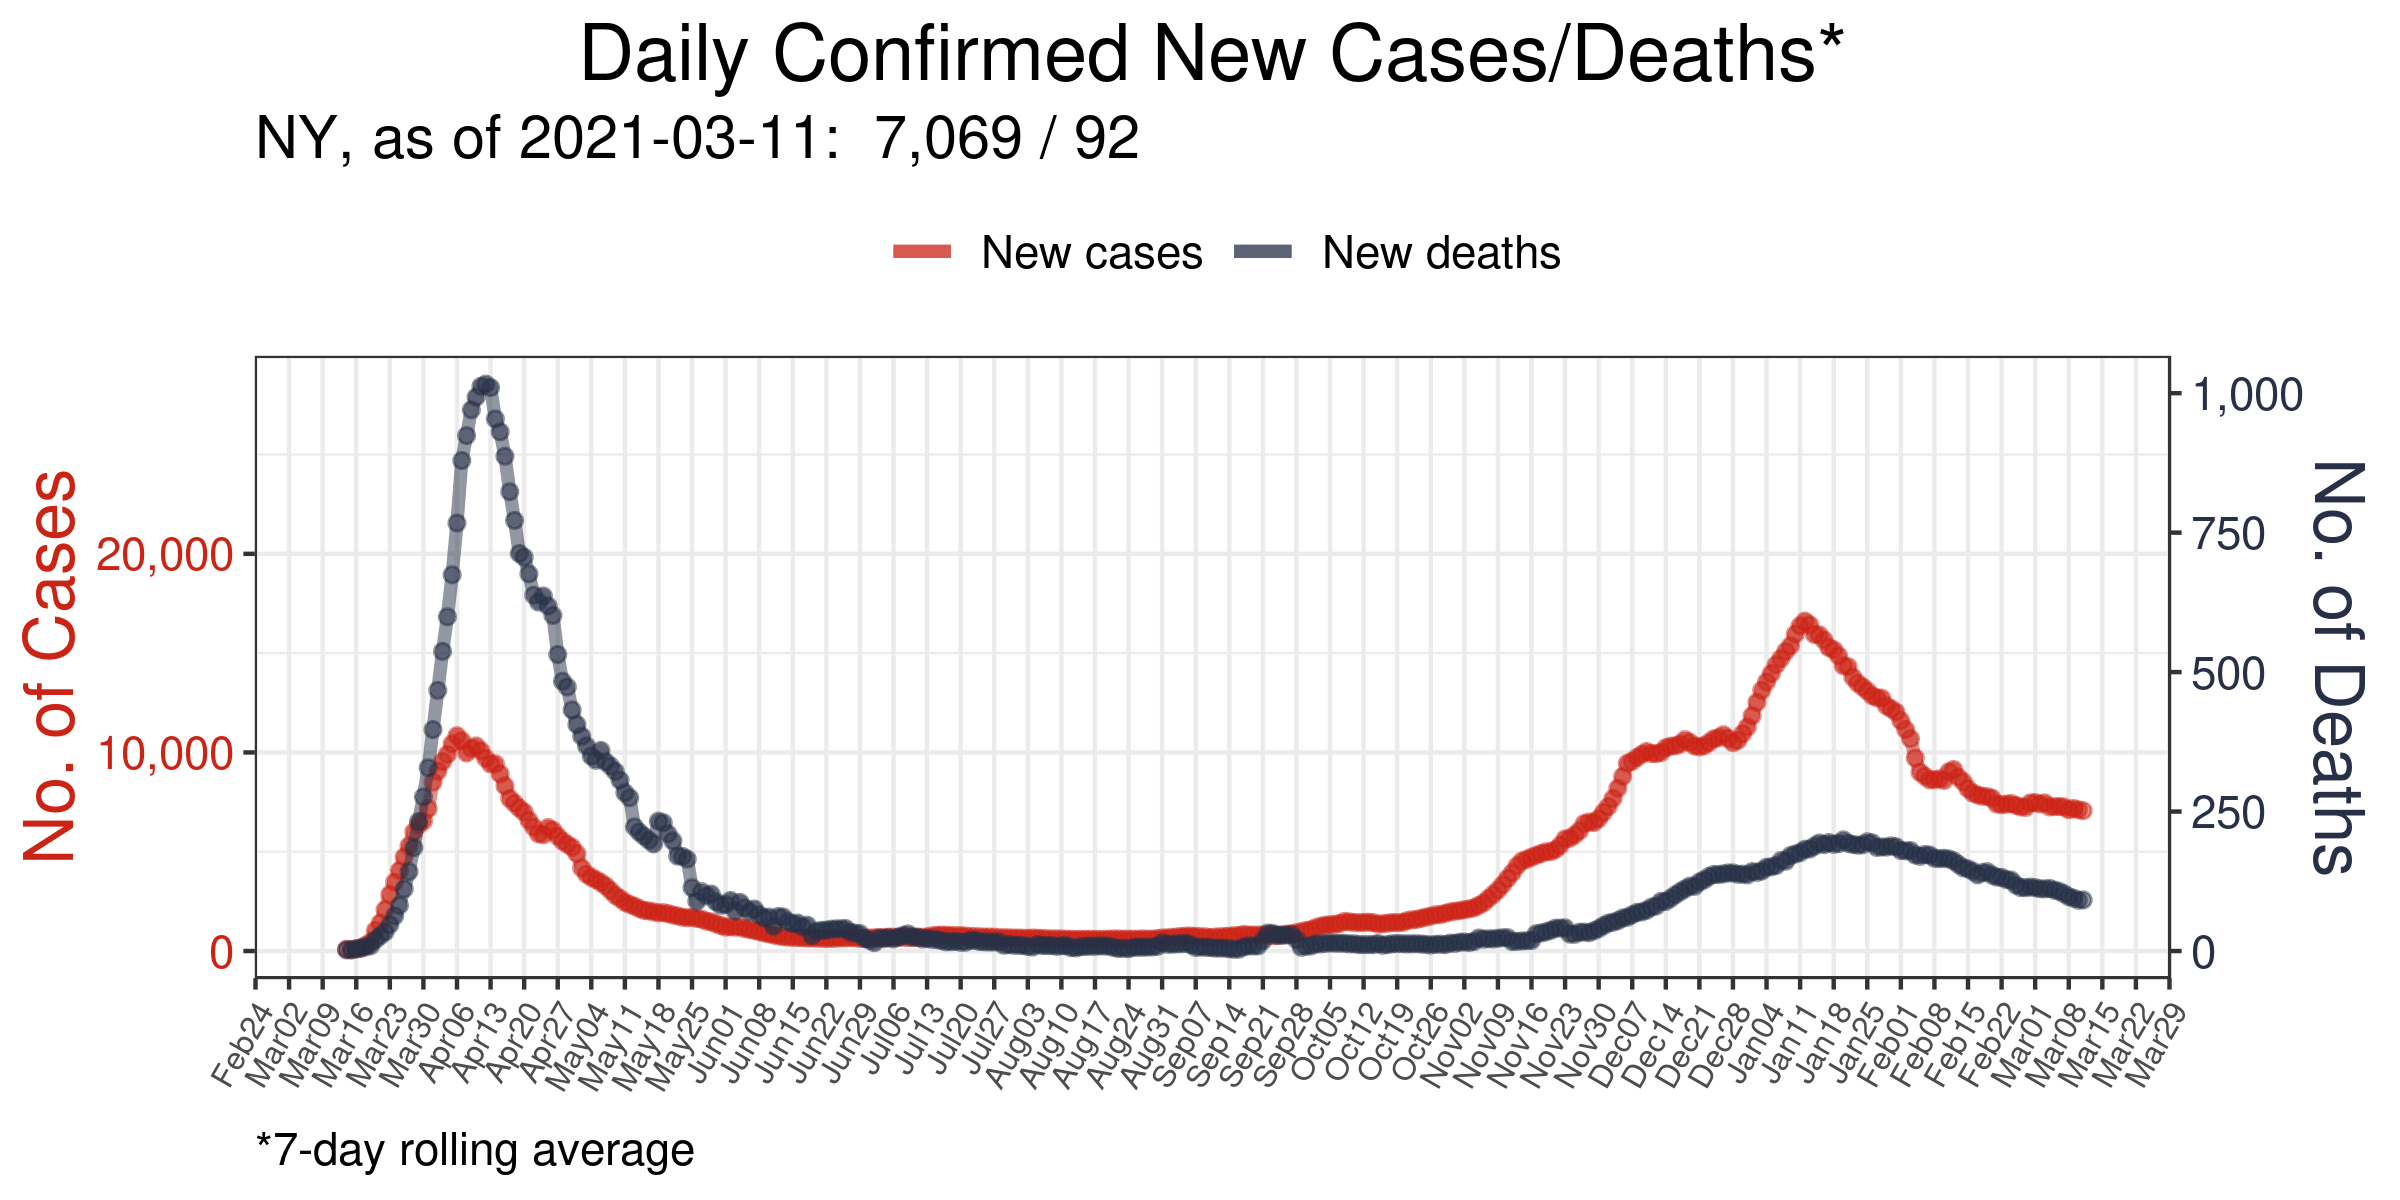 Daily Confirmed New Cases/Deaths*
NY, as of 2021-03-11:  7,069 / 92
New cases
New deaths
No. of Cases
20,000
10,000
0
1,000
750
500
250
0
No. of Deaths
Feb24
Mar02
Mar09
Mar16
Mar23
Mar30
Apr06
Apr13
Apr20
Apr27
May04
May11
May18
May25
Jun01
Jun08
Jun15
Jun22
Jun29
Jul06
Jul13
Jul20
Jul27
Aug03
Aug10
Aug17
Aug24
Aug31
Sep07
Sep14
Sep21
Sep28
Oct05
Oct12
Oct19
Oct26
Nov02
Nov09
Nov16
Nov23
Nov30
Dec07
Dec14
Dec21
Dec28
Jan04
Jan11
Jan18
Jan25
Feb01
Feb08
Feb15
Feb22
Mar01
Mar08
Mar15
Mar22
Mar29
*7-day rolling average